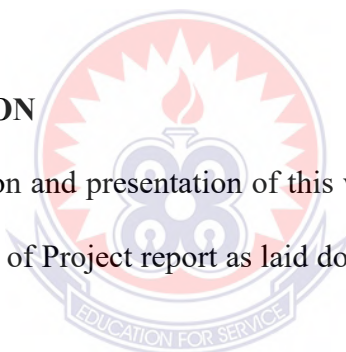 ON
on and presentation of this w
of Project report as laid do
EDUCATION FOR SERVICE